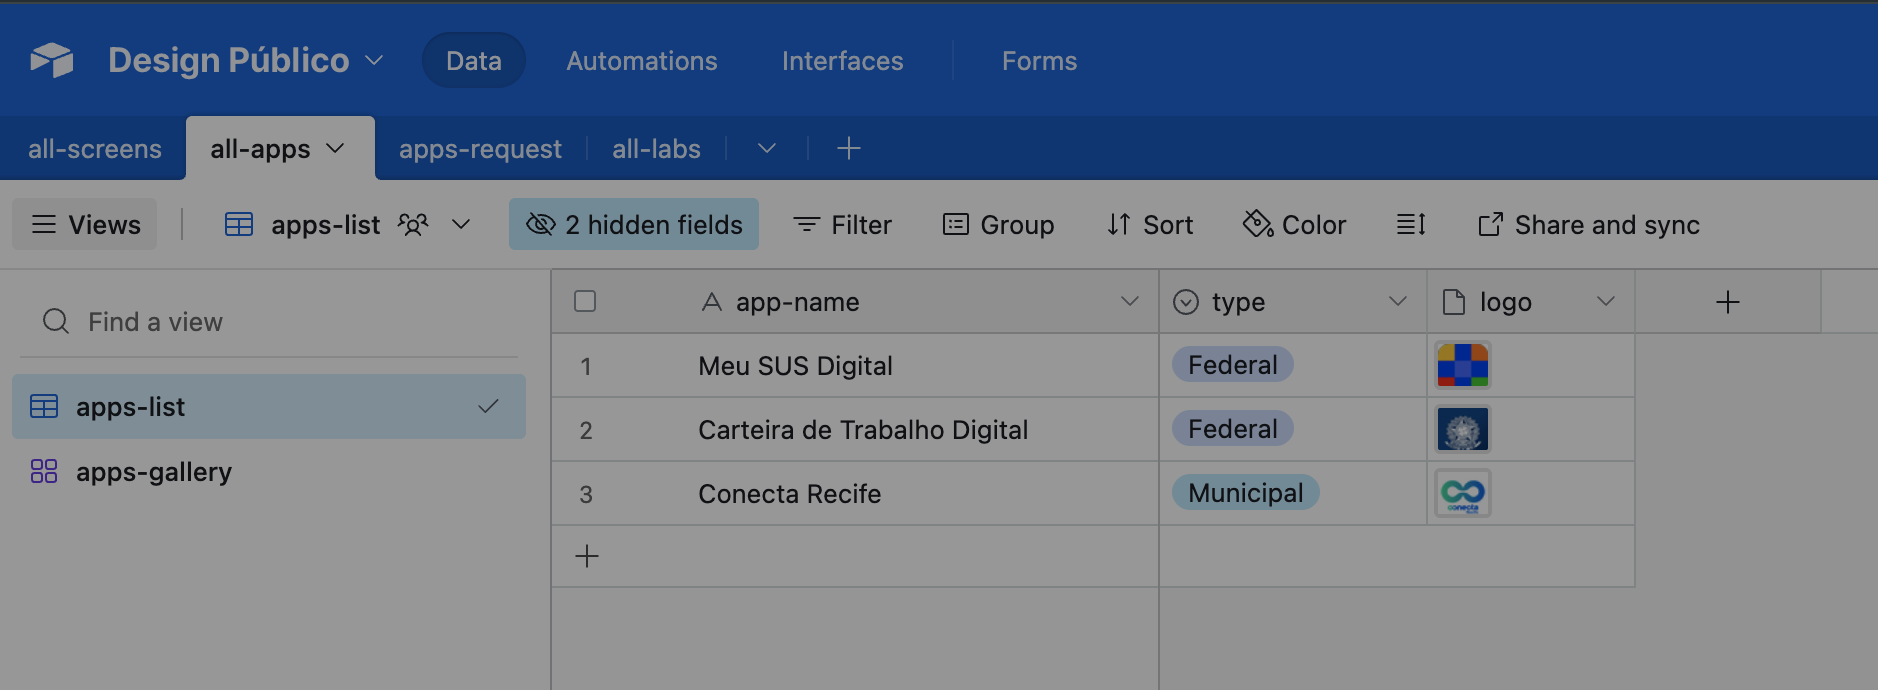 Design Público Data Automations Interfaces Forms
all-screens all-apps apps-request all-labs
Views apps-list 2 hidden fields Filter Group Sort Color Share and sync
Find a view
apps-list
apps-gallery
app-name type logo
1 Meu SUS Digital Federal
2 Carteira de Trabalho Digital Federal
3 Conecta Recife Municipal
conecta